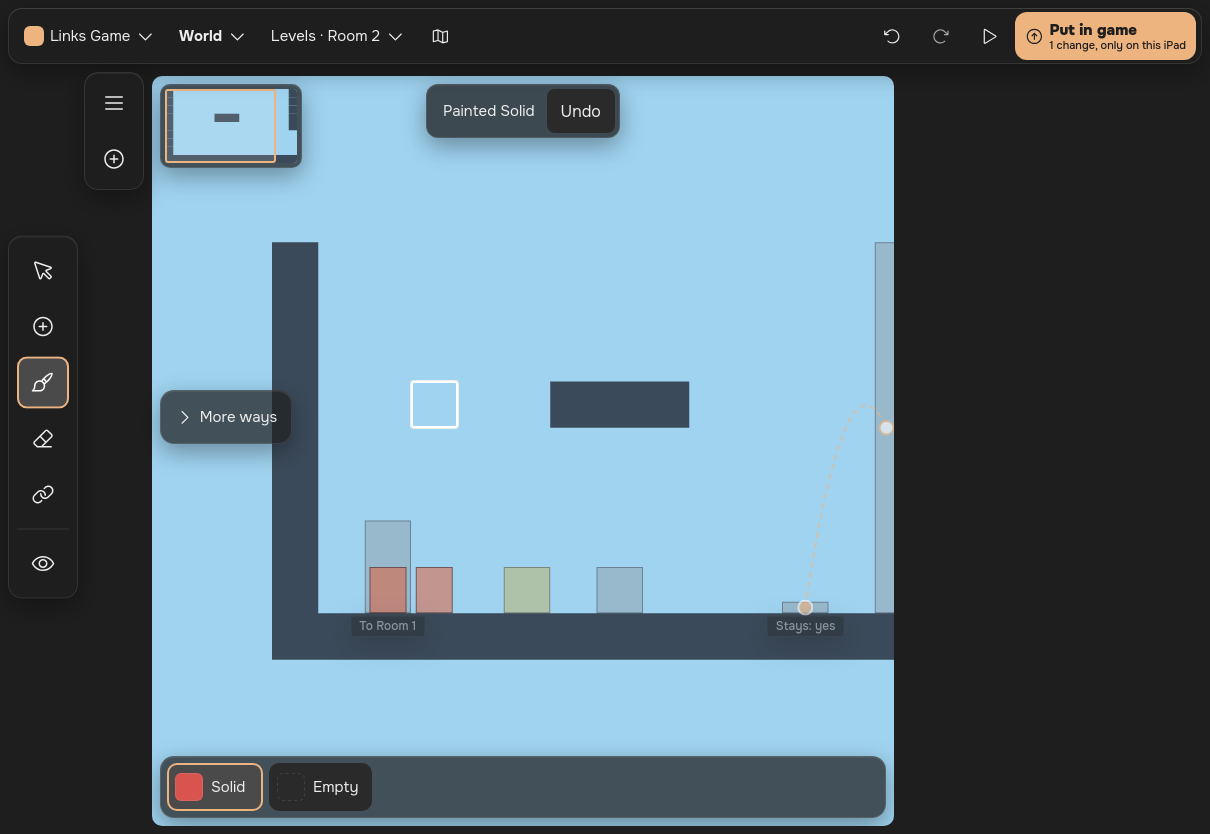 Links Game
World
Levels · Room 2
Put in game
1 change, only on this iPad
Painted Solid
Undo
More ways
To Room 1
Stays: yes
Solid
Empty